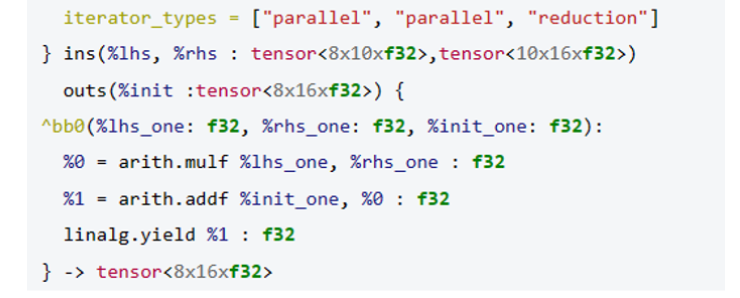 iterator_types = ["parallel", "parallel", "reduction"]
} ins(%lhs, %rhs : tensor<8x10xf32>,tensor<10x16xf32>)
outs(%init :tensor<8x16xf32>) {
^bb0(%lhs_one: f32, %rhs_one: f32, %init_one: f32):
%0 = arith.mulf %lhs_one, %rhs_one : f32
%1 = arith.addf %init_one, %0 : f32
linalg.yield %1 : f32
} -> tensor<8x16xf32>